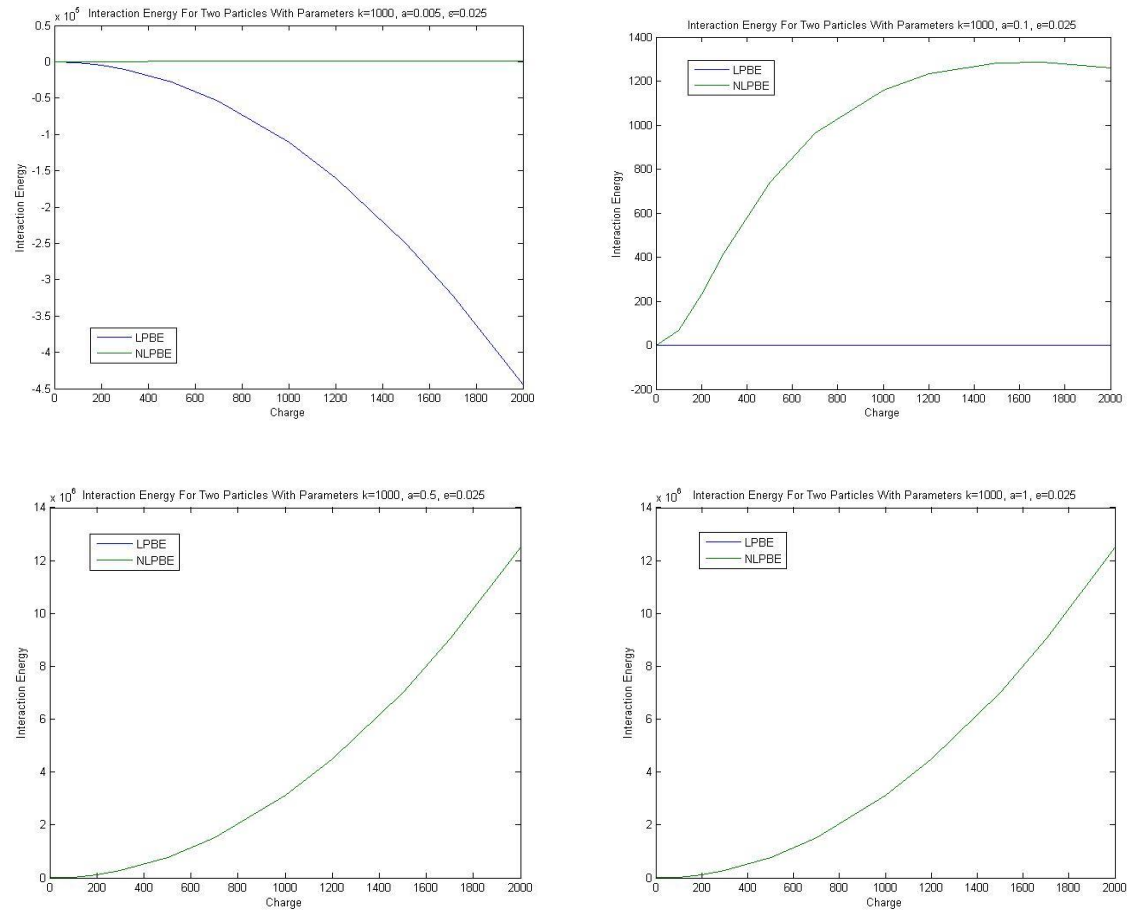 x 10^5
Interaction Energy For Two Particles With Parameters k=1000, a=0.005, e=0.025
0.5
0
-0.5
-1
-1.5
-2
-2.5
-3
-3.5
-4
-4.5
Interaction Energy
LPBE
NLPBE
0 200 400 600 800 1000 1200 1400 1600 1800 2000
Charge
Interaction Energy For Two Particles With Parameters k=1000, a=0.1, e=0.025
1400
1200
1000
800
600
400
200
0
-200
Interaction Energy
LPBE
NLPBE
0 200 400 600 800 1000 1200 1400 1600 1800 2000
Charge
x 10^6
Interaction Energy For Two Particles With Parameters k=1000, a=0.5, e=0.025
14
12
10
8
6
4
2
0
Interaction Energy
LPBE
NLPBE
0 200 400 600 800 1000 1200 1400 1600 1800 2000
Charge
x 10^6
Interaction Energy For Two Particles With Parameters k=1000, a=1, e=0.025
14
12
10
8
6
4
2
0
Interaction Energy
LPBE
NLPBE
0 200 400 600 800 1000 1200 1400 1600 1800 2000
Charge